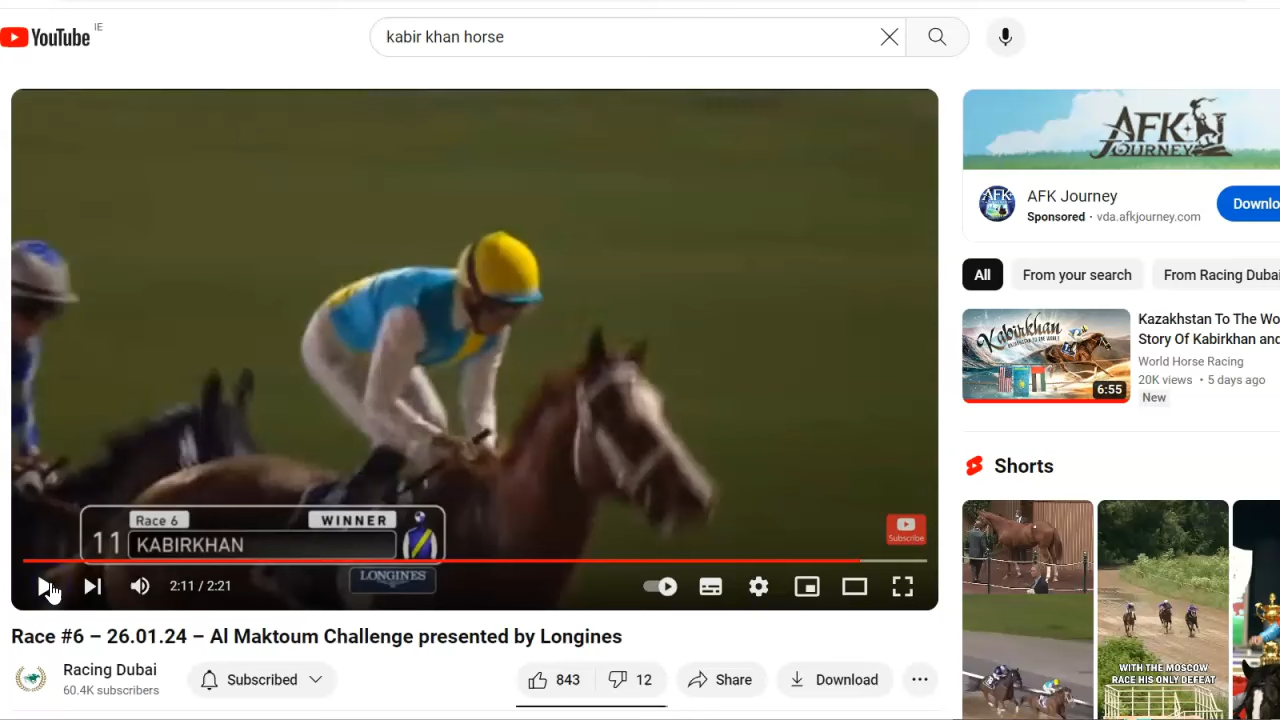 YouTube IE
kabir khan horse
AFK JOURNEY
AFK Journey
Sponsored · vda.afkjourney.com
Downlo
All
From your search
From Racing Dubai
Kabirkhan
6:55
Kazakhstan To The Wo
Story Of Kabirkhan and
World Horse Racing
20K views • 5 days ago
New
Shorts
WITH THE MOSCOW
RACE HIS ONLY DEFEAT
Race 6 WINNER
11 KABIRKHAN
LONGINES
Subscribe
2:11 / 2:21
Race #6 – 26.01.24 – Al Maktoum Challenge presented by Longines
Racing Dubai
60.4K subscribers
Subscribed
843
12
Share
Download